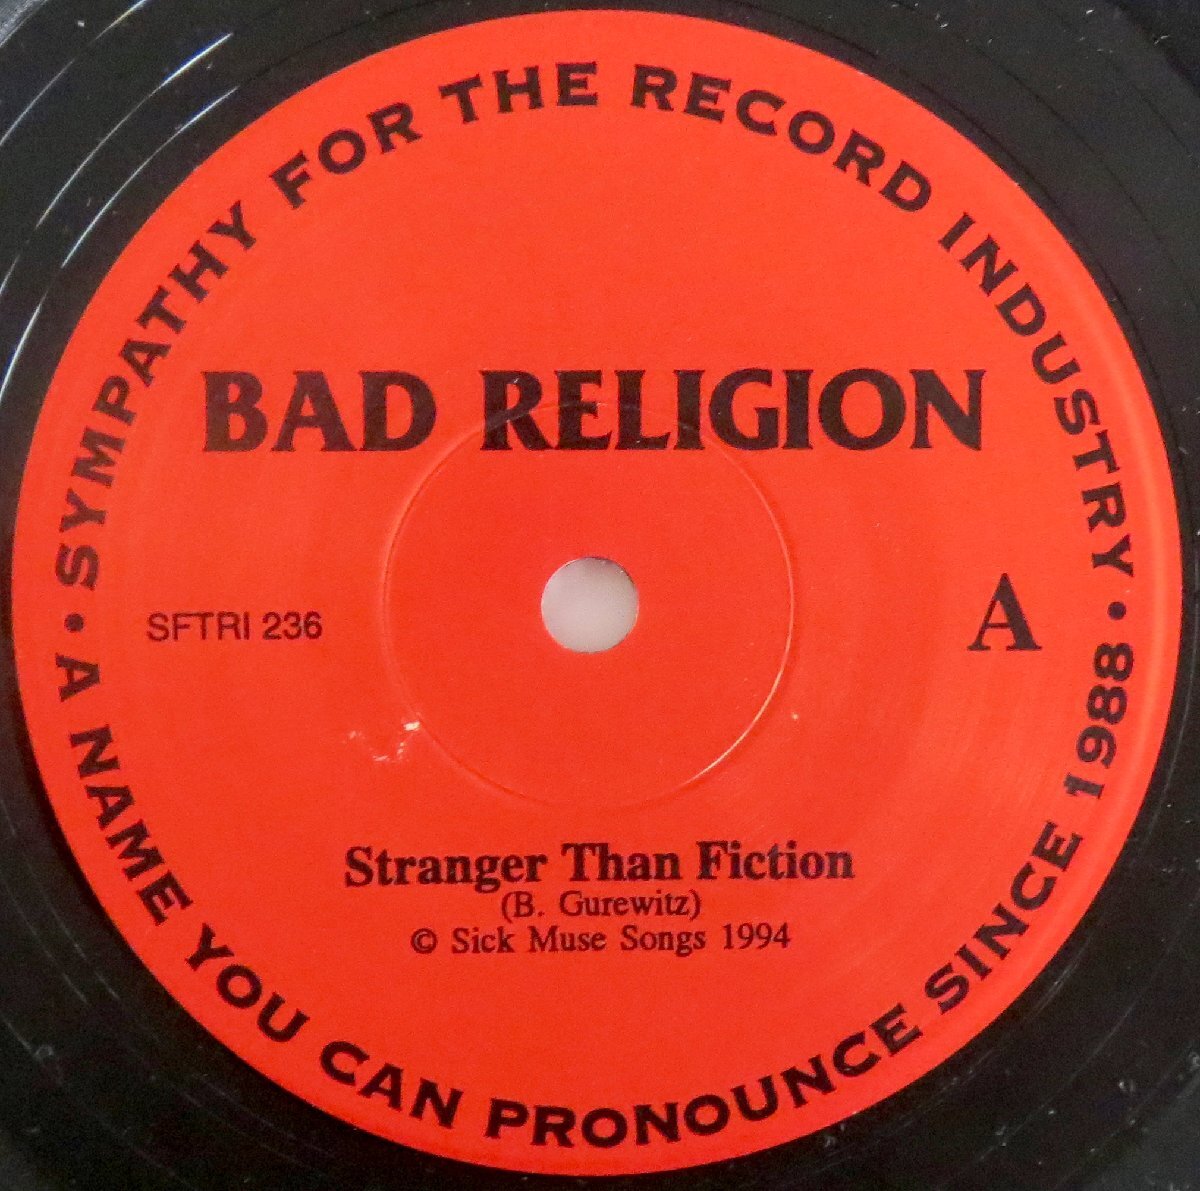 • SYMPATHY FOR THE RECORD INDUSTRY •
BAD RELIGION
SFTRI 236
A
Stranger Than Fiction
(B. Gurewitz)
© Sick Muse Songs 1994
A NAME YOU CAN PRONOUNCE SINCE 1988